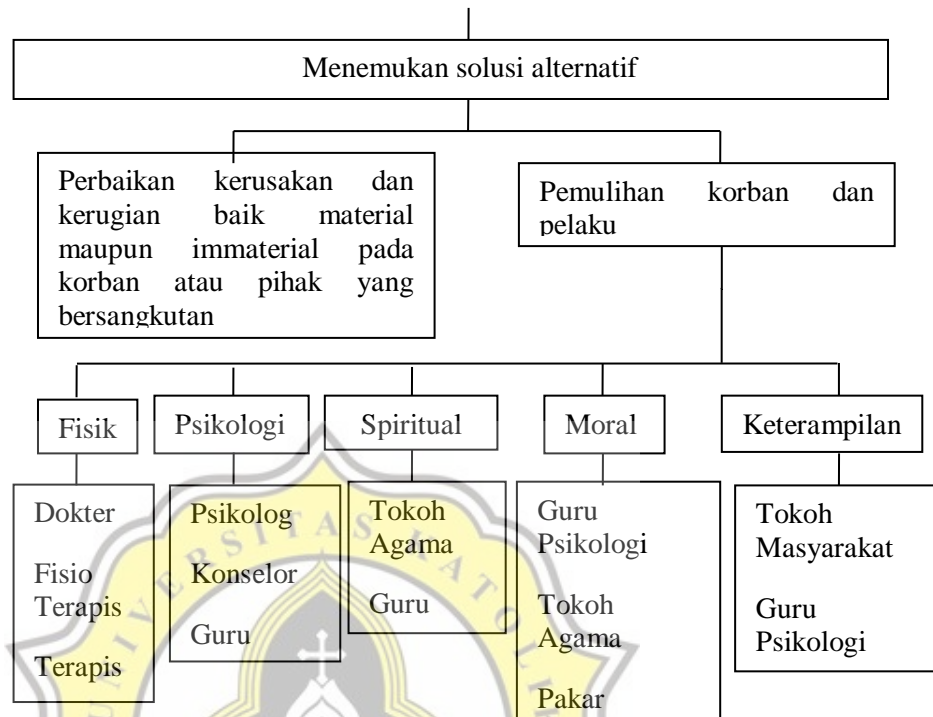 Menemukan solusi alternatif
Perbaikan kerusakan dan
kerugian baik material
maupun immaterial pada
korban atau pihak yang
bersangkutan
Pemulihan korban dan
pelaku
Fisik
Psikologi
Spiritual
Moral
Keterampilan
Dokter
Fisio
Terapis
Terapis
Psikolog
Konselor
Guru
Tokoh
Agama
Guru
Guru
Psikologi
Tokoh
Agama
Pakar
Tokoh
Masyarakat
Guru
Psikologi